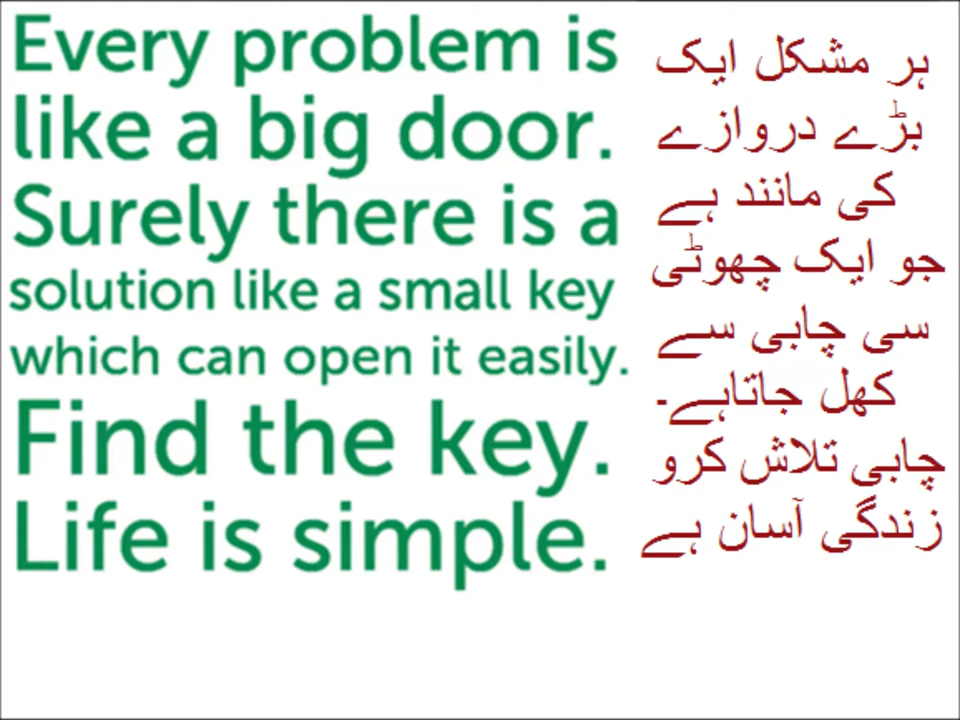 Every problem is
like a big door.
Surely there is a
solution like a small key
which can open it easily.
Find the key.
Life is simple.
ہر مشکل ایک
بڑے دروازے
کی مانند ہے
جو ایک چھوٹی
سی چابی سے
کھل جاتاہے۔
چابی تلاش کرو
زندگی آسان ہے